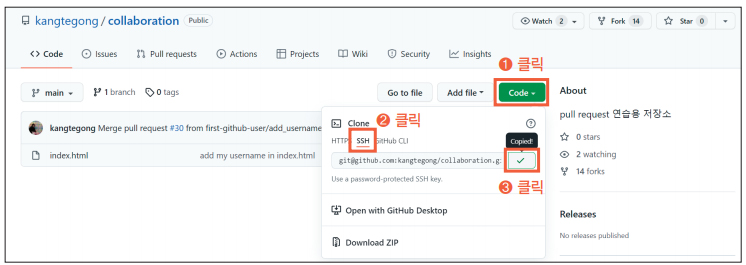 kangtegong / collaboration Public
Watch 2 Fork 14 Star 0
Code Issues Pull requests Actions Projects Wiki Security Insights
❶ 클릭
main 1 branch 0 tags Go to file Add file Code
About
pull request 연습용 저장소
0 stars
2 watching
14 forks
Releases
No releases published
kangtegong Merge pull request #30 from first-github-user/add_username
index.html add my username in index.html
Clone ❷ 클릭
SSH GitHub CLI Copied!
git@github.com:kangtegong/collaboration.g
Use a password-protected SSH key.
❸ 클릭
Open with GitHub Desktop
Download ZIP